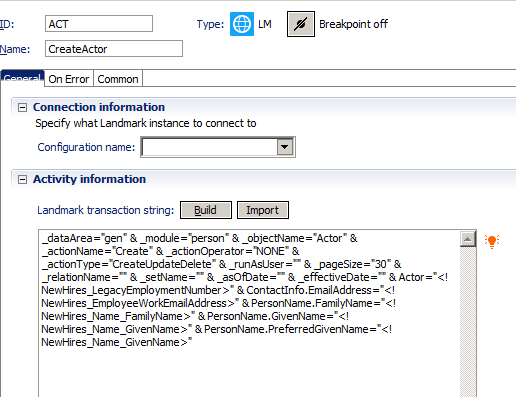 ID: ACT Type: LM Breakpoint off
Name: CreateActor
General On Error Common
Connection information
Specify what Landmark instance to connect to
Configuration name:
Activity information
Landmark transaction string: Build Import
_dataArea="gen" & _module="person" & _objectName="Actor" &
_actionName="Create" & _actionOperator="NONE" &
_actionType="CreateUpdateDelete" & _runAsUser="" & _pageSize="30" &
_relationName="" & _setName="" & _asOfDate="" & _effectiveDate="" & Actor="<!
NewHires_LegacyEmploymentNumber>" & ContactInfo.EmailAddress="<!
NewHires_EmployeeWorkEmailAddress>" & PersonName.FamilyName="<!
NewHires_Name_FamilyName>" & PersonName.GivenName="<!
NewHires_Name_GivenName>" & PersonName.PreferredGivenName="<!
NewHires_Name_GivenName>"